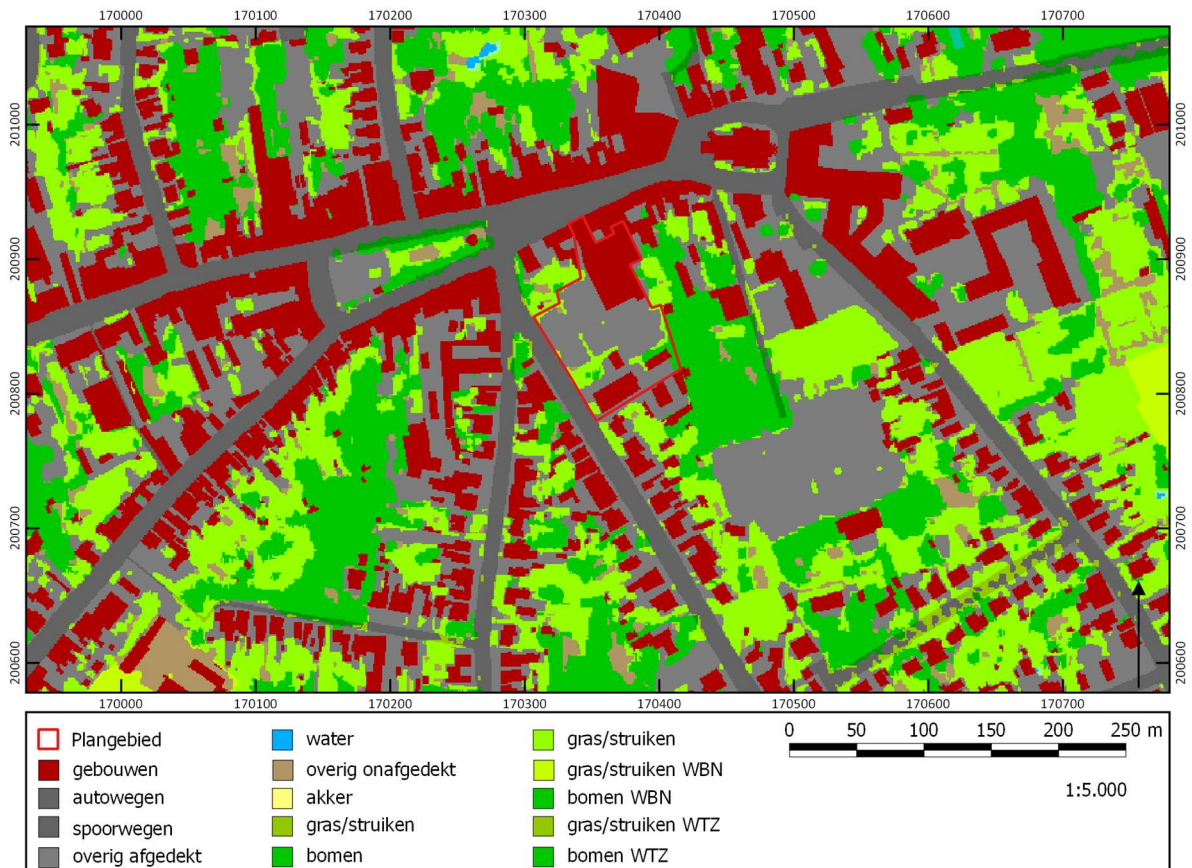 170000 170100 170200 170300 170400 170500 170600 170700
201000 201000
200900 200900
200800 200800
200700 200700
200600 200600
170000 170100 170200 170300 170400 170500 170600 170700
Plangebied
gebouwen
autowegen
spoorwegen
overig afgedekt
water
overig onafgedekt
akker
gras/struiken
bomen
gras/struiken
gras/struiken WBN
bomen WBN
gras/struiken WTZ
bomen WTZ
0 50 100 150 200 250 m
1:5.000